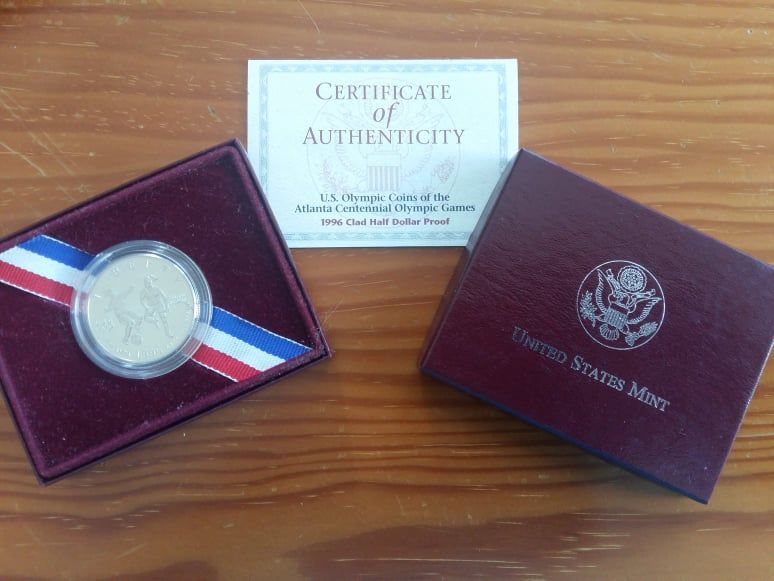 CERTIFICATE
of
AUTHENTICITY
U.S. Olympic Coins of the
Atlanta Centennial Olympic Games
1996 Clad Half Dollar Proof
LIBERTY
UNITED STATES MINT